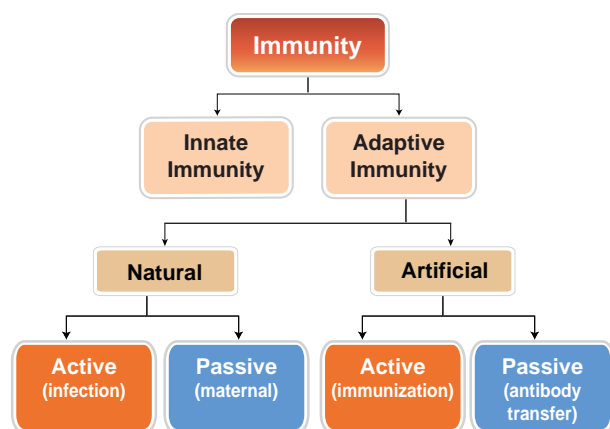 Immunity
Innate
Immunity
Adaptive
Immunity
Natural
Artificial
Active
(infection)
Passive
(maternal)
Active
(immunization)
Passive
(antibody
transfer)